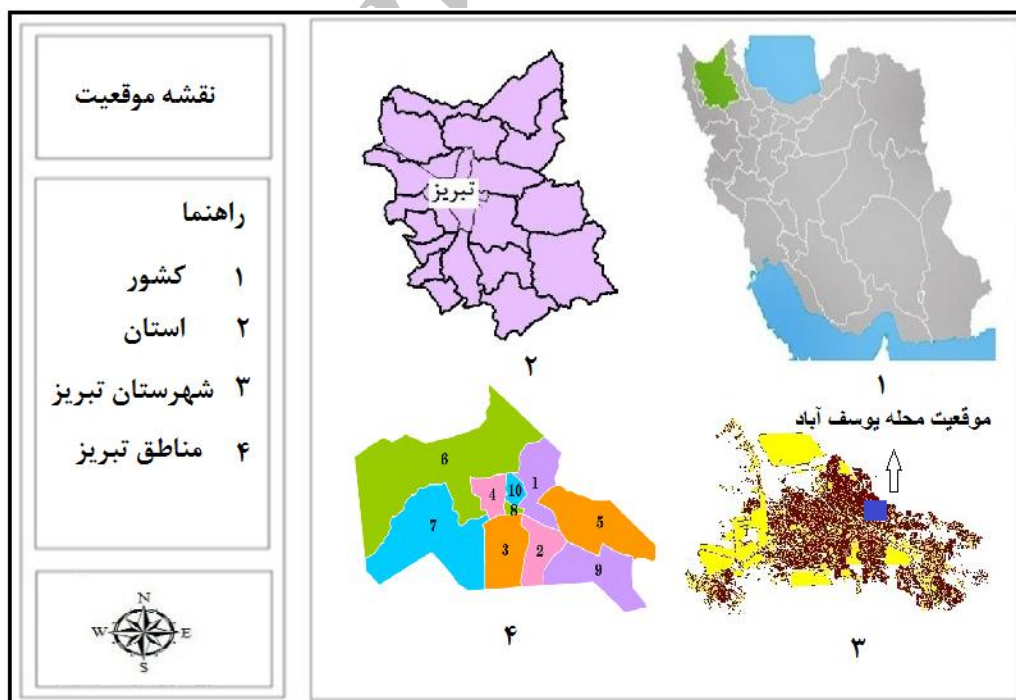 نقشه موقعیت
راهنما
۱ کشور
۲ استان
۳ شهرستان تبریز
۴ مناطق تبریز
N
W E
S
تبریز
۲
۱
موقعیت محله یوسف آباد
6
1
4
10
8
5
7
3
2
9
۴
۳